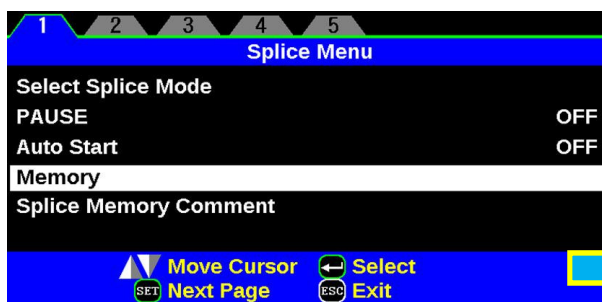 1 2 3 4 5
Splice Menu
Select Splice Mode
PAUSE OFF
Auto Start OFF
Memory
Splice Memory Comment
Move Cursor Select
SET Next Page ESC Exit